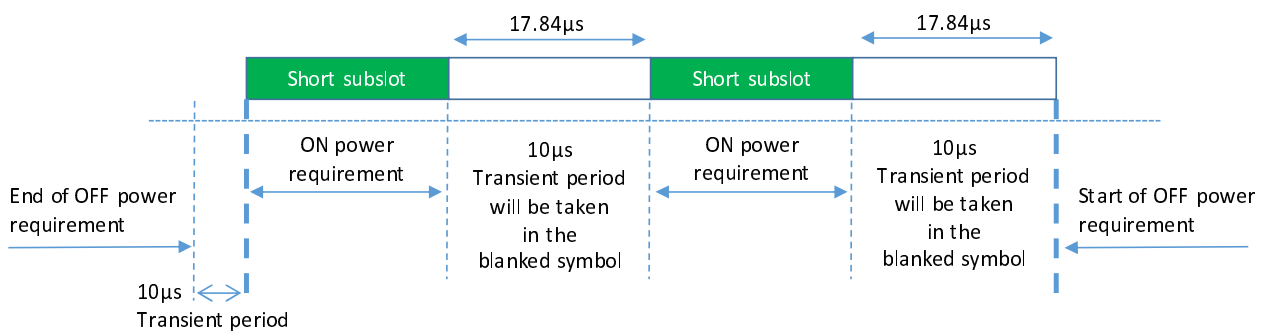 17.84µs
17.84µs
Short subslot
Short subslot
ON power
requirement
10µs
Transient period
will be taken
in the
blanked symbol
ON power
requirement
10µs
Transient period
will be taken
in the
blanked symbol
End of OFF power
requirement
Start of OFF power
requirement
10µs
Transient period